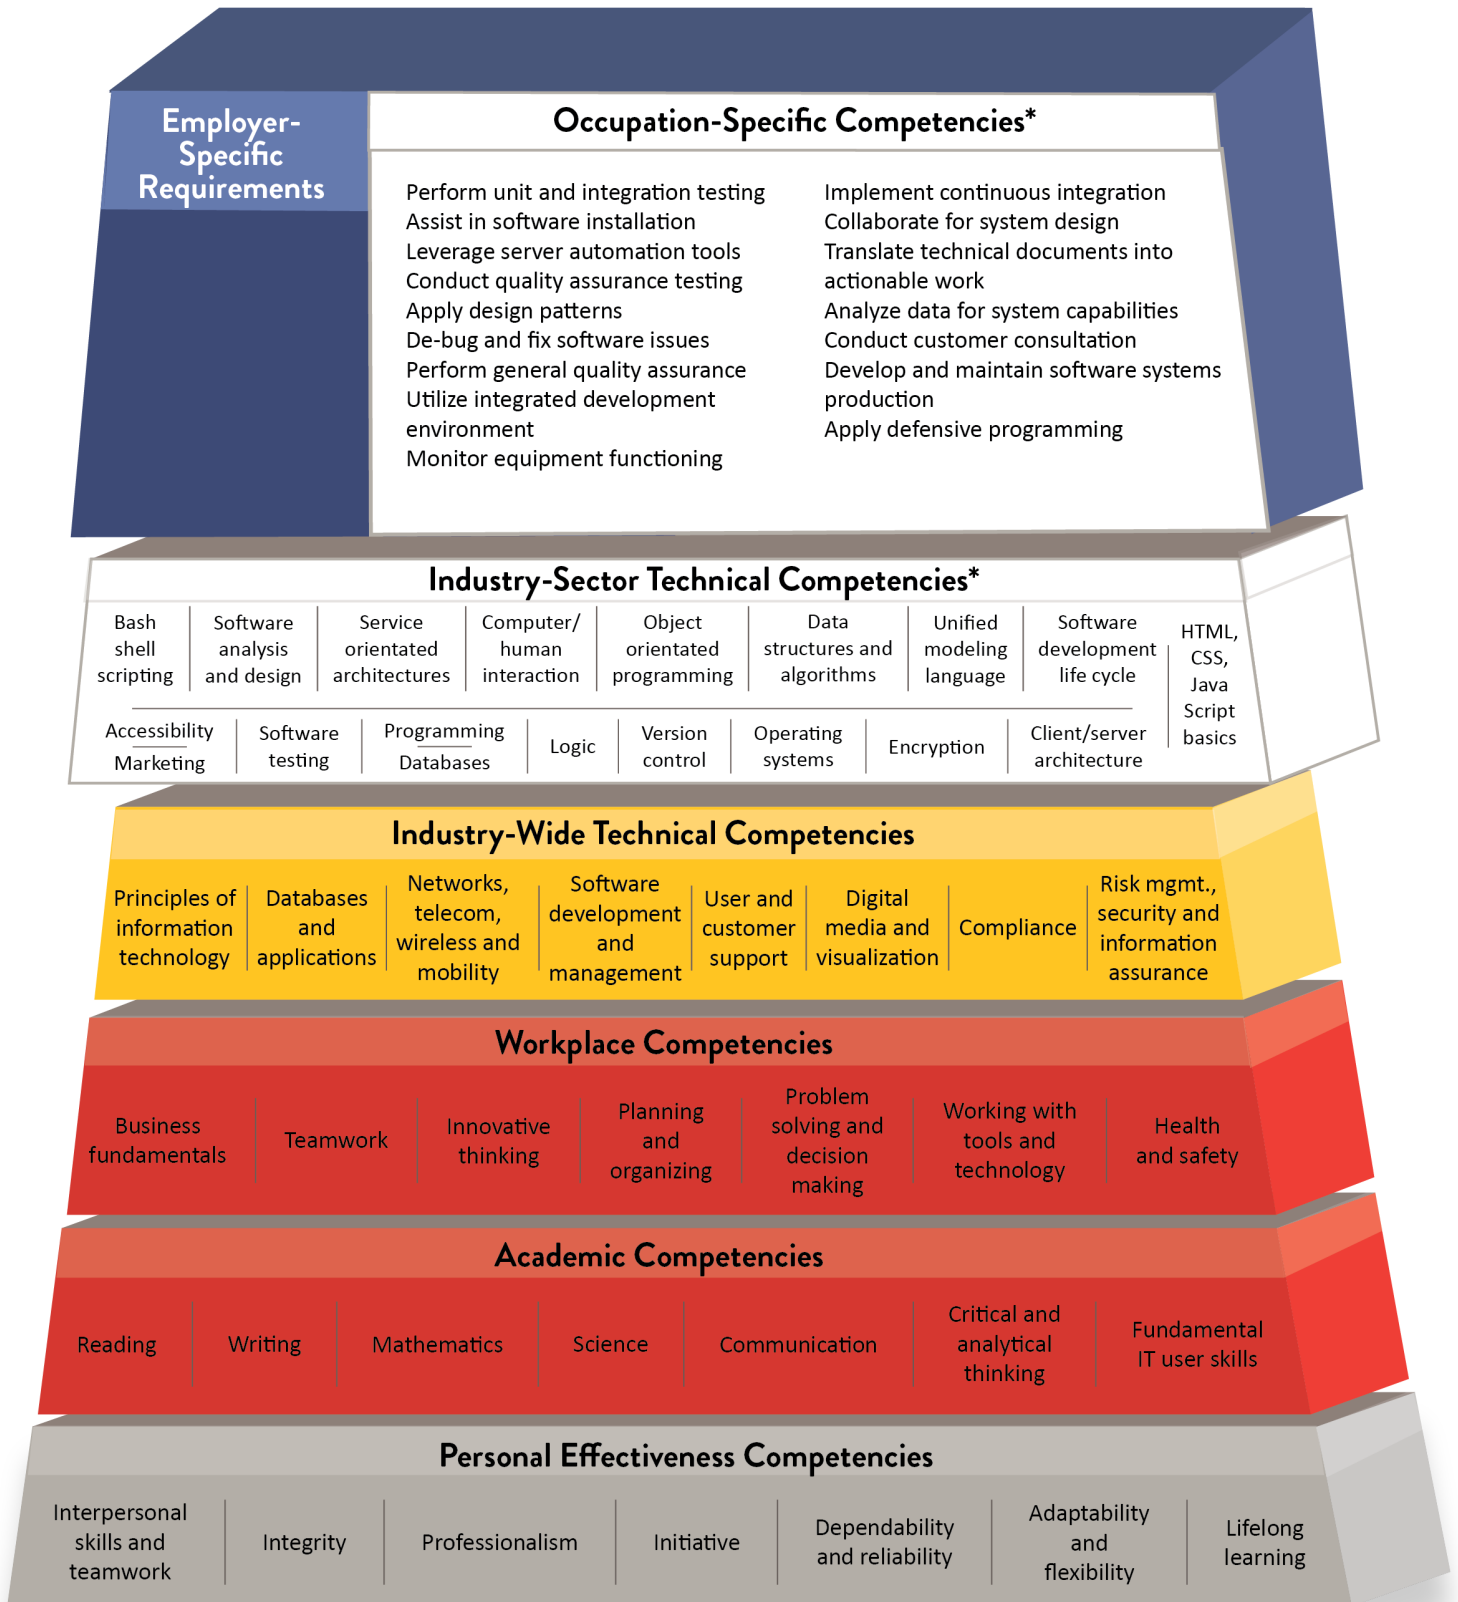 Employer-
Specific
Requirements
Occupation-Specific Competencies*
Perform unit and integration testing
Assist in software installation
Leverage server automation tools
Conduct quality assurance testing
Apply design patterns
De-bug and fix software issues
Perform general quality assurance
Utilize integrated development
environment
Monitor equipment functioning
Implement continuous integration
Collaborate for system design
Translate technical documents into
actionable work
Analyze data for system capabilities
Conduct customer consultation
Develop and maintain software systems
production
Apply defensive programming
Industry-Sector Technical Competencies*
Bash
shell
scripting
Software
analysis
and design
Service
orientated
architectures
Computer/
human
interaction
Object
orientated
programming
Data
structures and
algorithms
Unified
modeling
language
Software
development
life cycle
HTML,
CSS,
Java
Script
basics
Accessibility
Marketing
Software
testing
Programming
Databases
Logic
Version
control
Operating
systems
Encryption
Client/server
architecture
Industry-Wide Technical Competencies
Principles of
information
technology
Databases
and
applications
Networks,
telecom,
wireless and
mobility
Software
development
and
management
User and
customer
support
Digital
media and
visualization
Compliance
Risk mgmt.,
security and
information
assurance
Workplace Competencies
Business
fundamentals
Teamwork
Innovative
thinking
Planning
and
organizing
Problem
solving and
decision
making
Working with
tools and
technology
Health
and safety
Academic Competencies
Reading
Writing
Mathematics
Science
Communication
Critical and
analytical
thinking
Fundamental
IT user skills
Personal Effectiveness Competencies
Interpersonal
skills and
teamwork
Integrity
Professionalism
Initiative
Dependability
and reliability
Adaptability
and
flexibility
Lifelong
learning